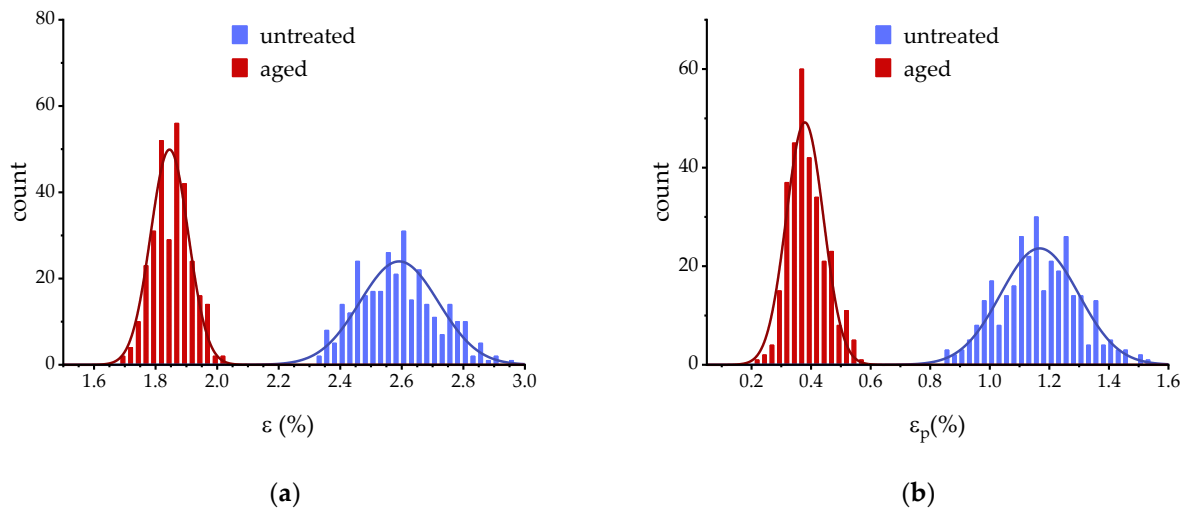 80
60
40
20
0
count
untreated
aged
1.6 1.8 2.0 2.2 2.4 2.6 2.8 3.0
ε (%)
(a)
60
40
20
0
count
untreated
aged
0.2 0.4 0.6 0.8 1.0 1.2 1.4 1.6
εp(%)
(b)